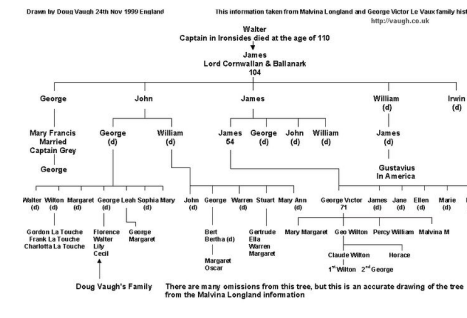 Drawn by Doug Vaugh 24th Nov 1999 England
This information taken from Malvina Longland and George Victor Le Vaux family hist
http://vaugh.co.uk
Walter
Captain in Ironsides died at the age of 110
James
Lord Cornwallan & Ballanark
104
George John James William Irwin
(d) (d)
Mary Francis George William James George John William James
Married (d) (d) 54 (d) (d) (d) (d)
Captain Grey
George Gustavius
In America
Walter Wilton Margaret George Leah Sophia Mary John George Warren Stuart Mary Ann George Victor James Jane Ellen Marie
(d) (d) (d) (d) (d) (d) 71 (d) (d) (d) (d)
Gordon La Touche Florence George Bert Gertrude Mary Margaret Geo Wilton Percy William Malvina M
Frank La Touche Walter Margaret Bertha (d) Ella
Charlotta La Touche Lily Warren
Cecil Margaret Margaret Claude Wilton Horace
Oscar
1st Wilton 2nd George
Doug Vaugh's Family
There are many omissions from this tree, but this is an accurate drawing of the tree
from the Malvina Longland information